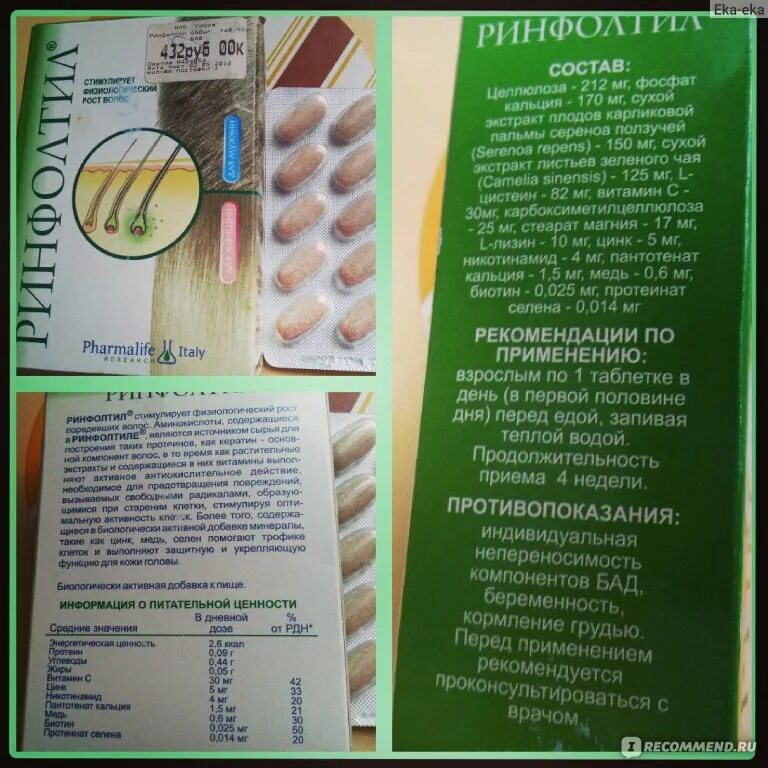 Eka-eka
ООО "София"
432руб 00к
РИНФОЛТИЛ®
СТИМУЛИРУЕТ
ФИЗИОЛОГИЧЕСКИЙ
РОСТ ВОЛОС
ДЛЯ МУЖЧИН
ДЛЯ ЖЕНЩИН
Pharmalife Italy
RESEARCH
РИНФОЛТИЛ
РИНФОЛТИЛ® стимулирует физиологический рост
поредевших волос. Аминокислоты, содержащиеся
в РИНФОЛТИЛЕ®, являются источником сырья для
построения таких протеинов, как кератин - основ-
ной компонент волос, в то время как растительные
экстракты и содержащиеся в них витамины выпол-
няют активное антиокислительное действие,
необходимое для предотвращения повреждений,
вызываемых свободными радикалами, образую-
щимися при старении клетки, стимулируя опти-
мальную активность клеток. Более того, содержащ-
иеся в биологически активной добавке минералы,
такие как цинк, медь, селен помогают трофике
клеток и выполняют защитную и укрепляющую
функцию для кожи головы.
Биологически активная добавка к пище.
ИНФОРМАЦИЯ О ПИТАТЕЛЬНОЙ ЦЕННОСТИ
Средние значения В дневной дозе % от РДН*
Энергетическая ценность 2,6 ккал
Протеин 0,09 г
Углеводы 0,44 г
Жиры 0,05 г
Витамин С 30 мг 42
Цинк 5 мг 33
Никотинамид 4 мг 20
Пантотенат кальция 1,5 мг 21
Медь 0,6 мг 30
Биотин 0,025 мг 50
Протеинат селена 0,014 мг 20
РИНФОЛТИЛ
СОСТАВ:
Целлюлоза - 212 мг, фосфат
кальция - 170 мг, сухой
экстракт плодов карликовой
пальмы сереноа ползучей
(Serenoa repens) - 150 мг, сухой
экстракт листьев зеленого чая
(Camelia sinensis) - 125 мг, L-
цистеин - 82 мг, витамин С -
30мг, карбоксиметилцеллюлоза
- 25 мг, стеарат магния - 17 мг,
L-лизин - 10 мг, цинк - 5 мг,
никотинамид - 4 мг, пантотенат
кальция - 1,5 мг, медь - 0,6 мг,
биотин - 0,025 мг, протеинат
селена - 0,014 мг
РЕКОМЕНДАЦИИ ПО
ПРИМЕНЕНИЮ:
взрослым по 1 таблетке в
день (в первой половине
дня) перед едой, запивая
теплой водой.
Продолжительность
приема 4 недели.
ПРОТИВОПОКАЗАНИЯ:
индивидуальная
непереносимость
компонентов БАД,
беременность,
кормление грудью.
Перед применением
рекомендуется
проконсультироваться с
врачом.
IRECOMMEND.RU